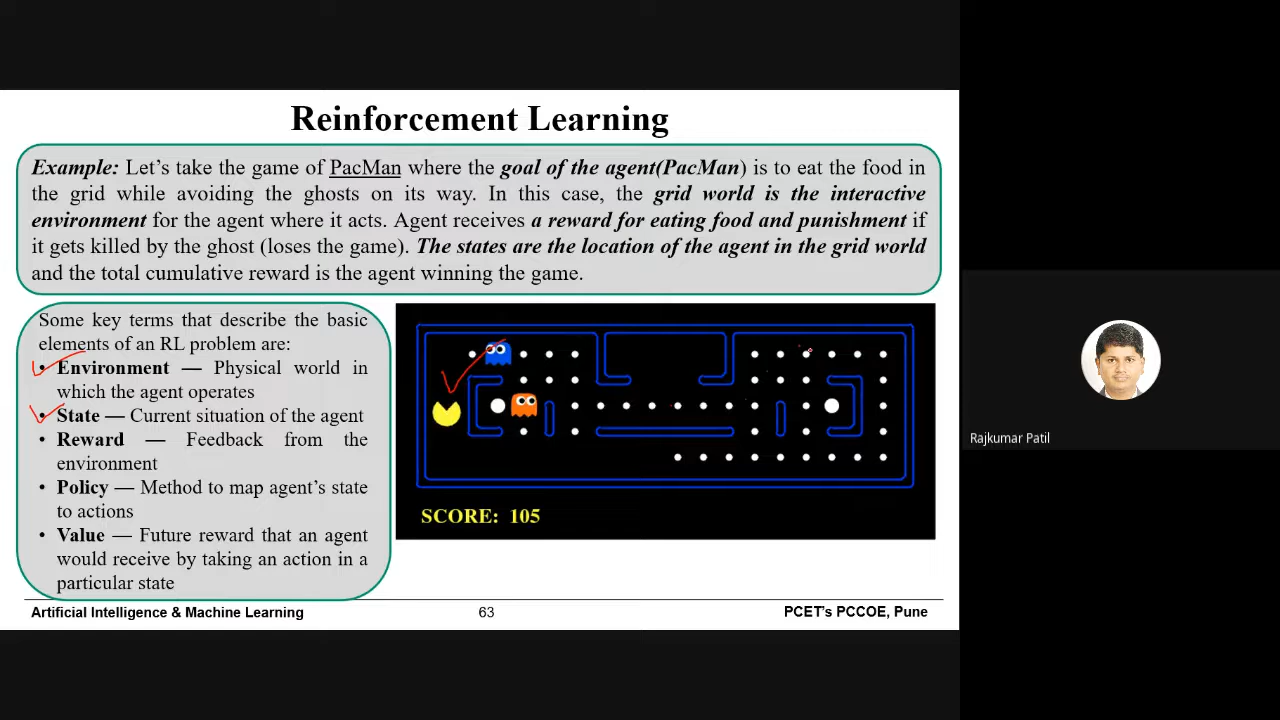 Reinforcement Learning
Example: Let's take the game of PacMan where the goal of the agent(PacMan) is to eat the food in
the grid while avoiding the ghosts on its way. In this case, the grid world is the interactive
environment for the agent where it acts. Agent receives a reward for eating food and punishment if
it gets killed by the ghost (loses the game). The states are the location of the agent in the grid world
and the total cumulative reward is the agent winning the game.
Some key terms that describe the basic
elements of an RL problem are:
• Environment — Physical world in
which the agent operates
• State — Current situation of the agent
• Reward — Feedback from the
environment
• Policy — Method to map agent's state
to actions
• Value — Future reward that an agent
would receive by taking an action in a
particular state
SCORE: 105
Artificial Intelligence & Machine Learning
63
PCET's PCCOE, Pune
Rajkumar Patil